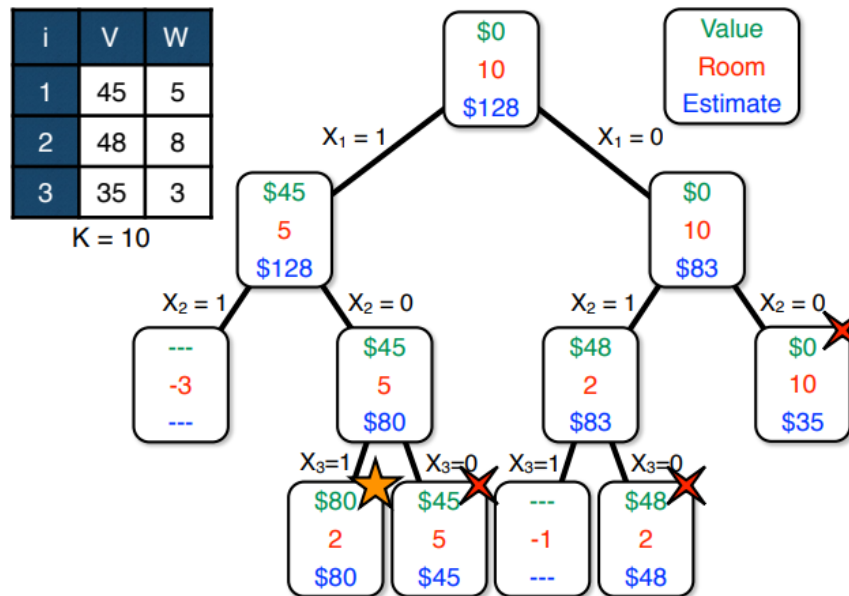 i V W
1 45 5
2 48 8
3 35 3
K = 10
$0
10
$128
Value
Room
Estimate
X₁ = 1
X₁ = 0
$45
5
$128
$0
10
$83
X₂ = 1
X₂ = 0
X₂ = 1
X₂ = 0
---
-3
---
$45
5
$80
$48
2
$83
$0
10
$35
X₃=1
X₃=0
X₃=1
X₃=0
$80
2
$80
$45
5
$45
---
-1
---
$48
2
$48